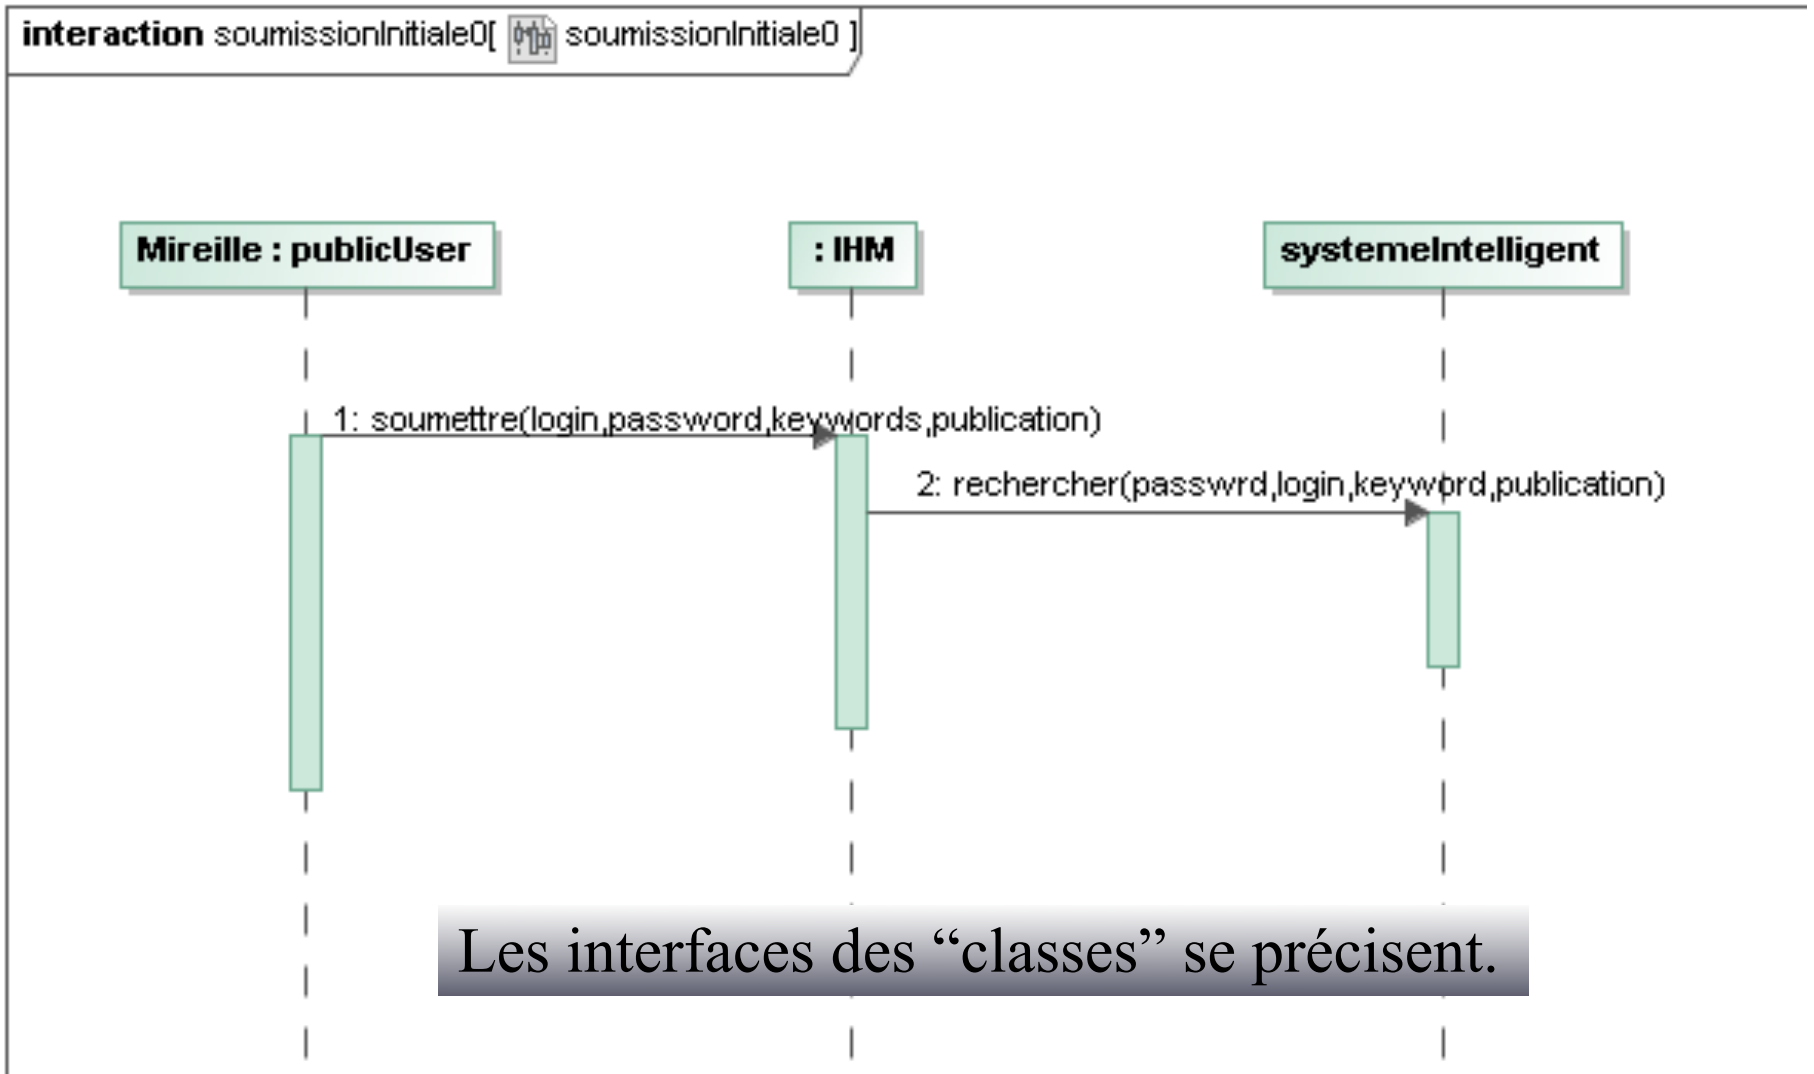 interaction soumissionInitiale0[ soumissionInitiale0 ]
Mireille : publicUser
: IHM
systemeIntelligent
1: soumettre(login,password,keywords,publication)
2: rechercher(passwrd,login,keyword,publication)
Les interfaces des “classes” se précisent.